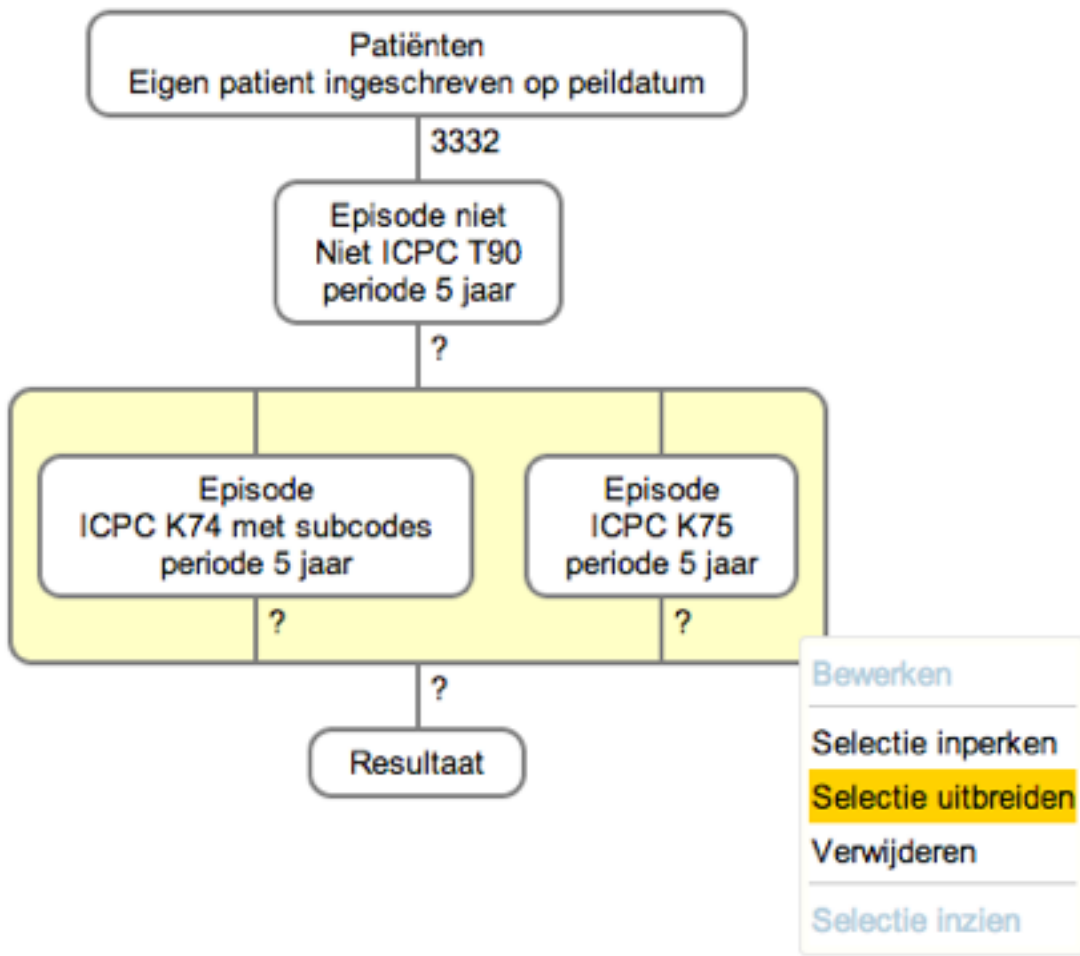 Patiënten
Eigen patient ingeschreven op peildatum
3332
Episode niet
Niet ICPC T90
periode 5 jaar
?
Episode
ICPC K74 met subcodes
periode 5 jaar
?
Episode
ICPC K75
periode 5 jaar
?
?
Resultaat
Bewerken
Selectie inperken
Selectie uitbreiden
Verwijderen
Selectie inzien